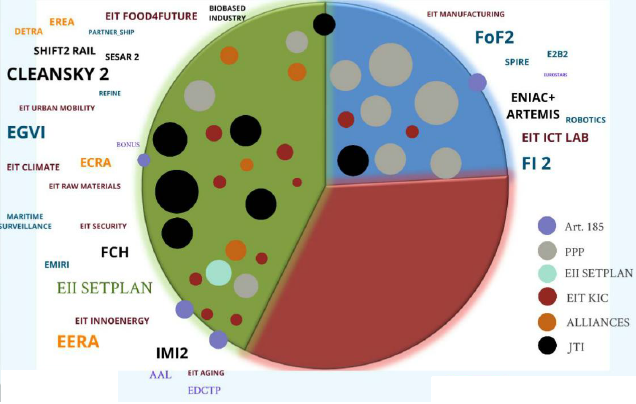 BIOBASED
INDUSTRY
EIT FOOD4FUTURE
EREA
DETRA
PARTNER_SHIP
SHIFT2 RAIL
SESAR 2
CLEANSKY 2
REFINE
EIT URBAN MOBILITY
EGVI
BONUS
EIT CLIMATE
ECRA
EIT RAW MATERIALS
MARITIME
SURVEILLANCE
EIT SECURITY
FCH
EMIRI
EII SETPLAN
EIT INNOENERGY
EERA
IMI2
AAL
EIT AGING
EDCTP
EIT MANUFACTURING
FoF2
E2B2
SPIRE
EUROSTARS
ENIAC+
ARTEMIS
ROBOTICS
EIT ICT LAB
FI 2
Art. 185
PPP
EII SETPLAN
EIT KIC
ALLIANCES
JTI